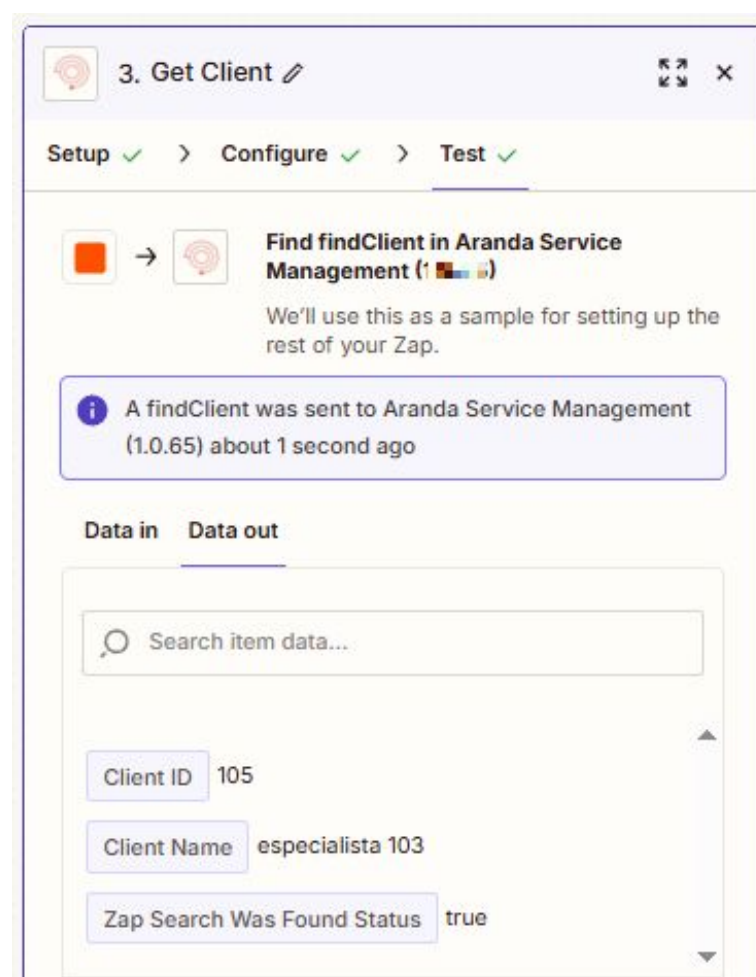 3. Get Client
Setup > Configure > Test
Find findClient in Aranda Service
Management (1
We'll use this as a sample for setting up the
rest of your Zap.
A findClient was sent to Aranda Service Management
(1.0.65) about 1 second ago
Data in Data out
Search item data...
Client ID 105
Client Name especialista 103
Zap Search Was Found Status true